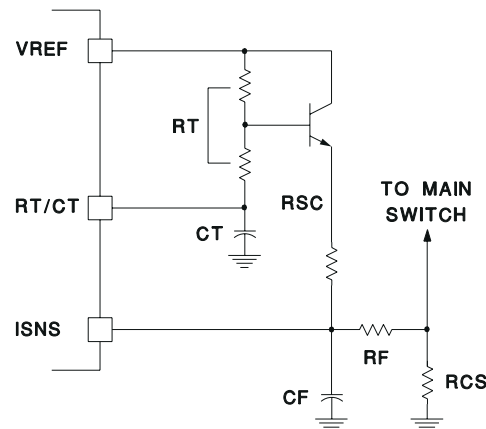 VREF
RT
RT/CT
CT
RSC
TO MAIN
SWITCH
ISNS
RF
CF
RCS